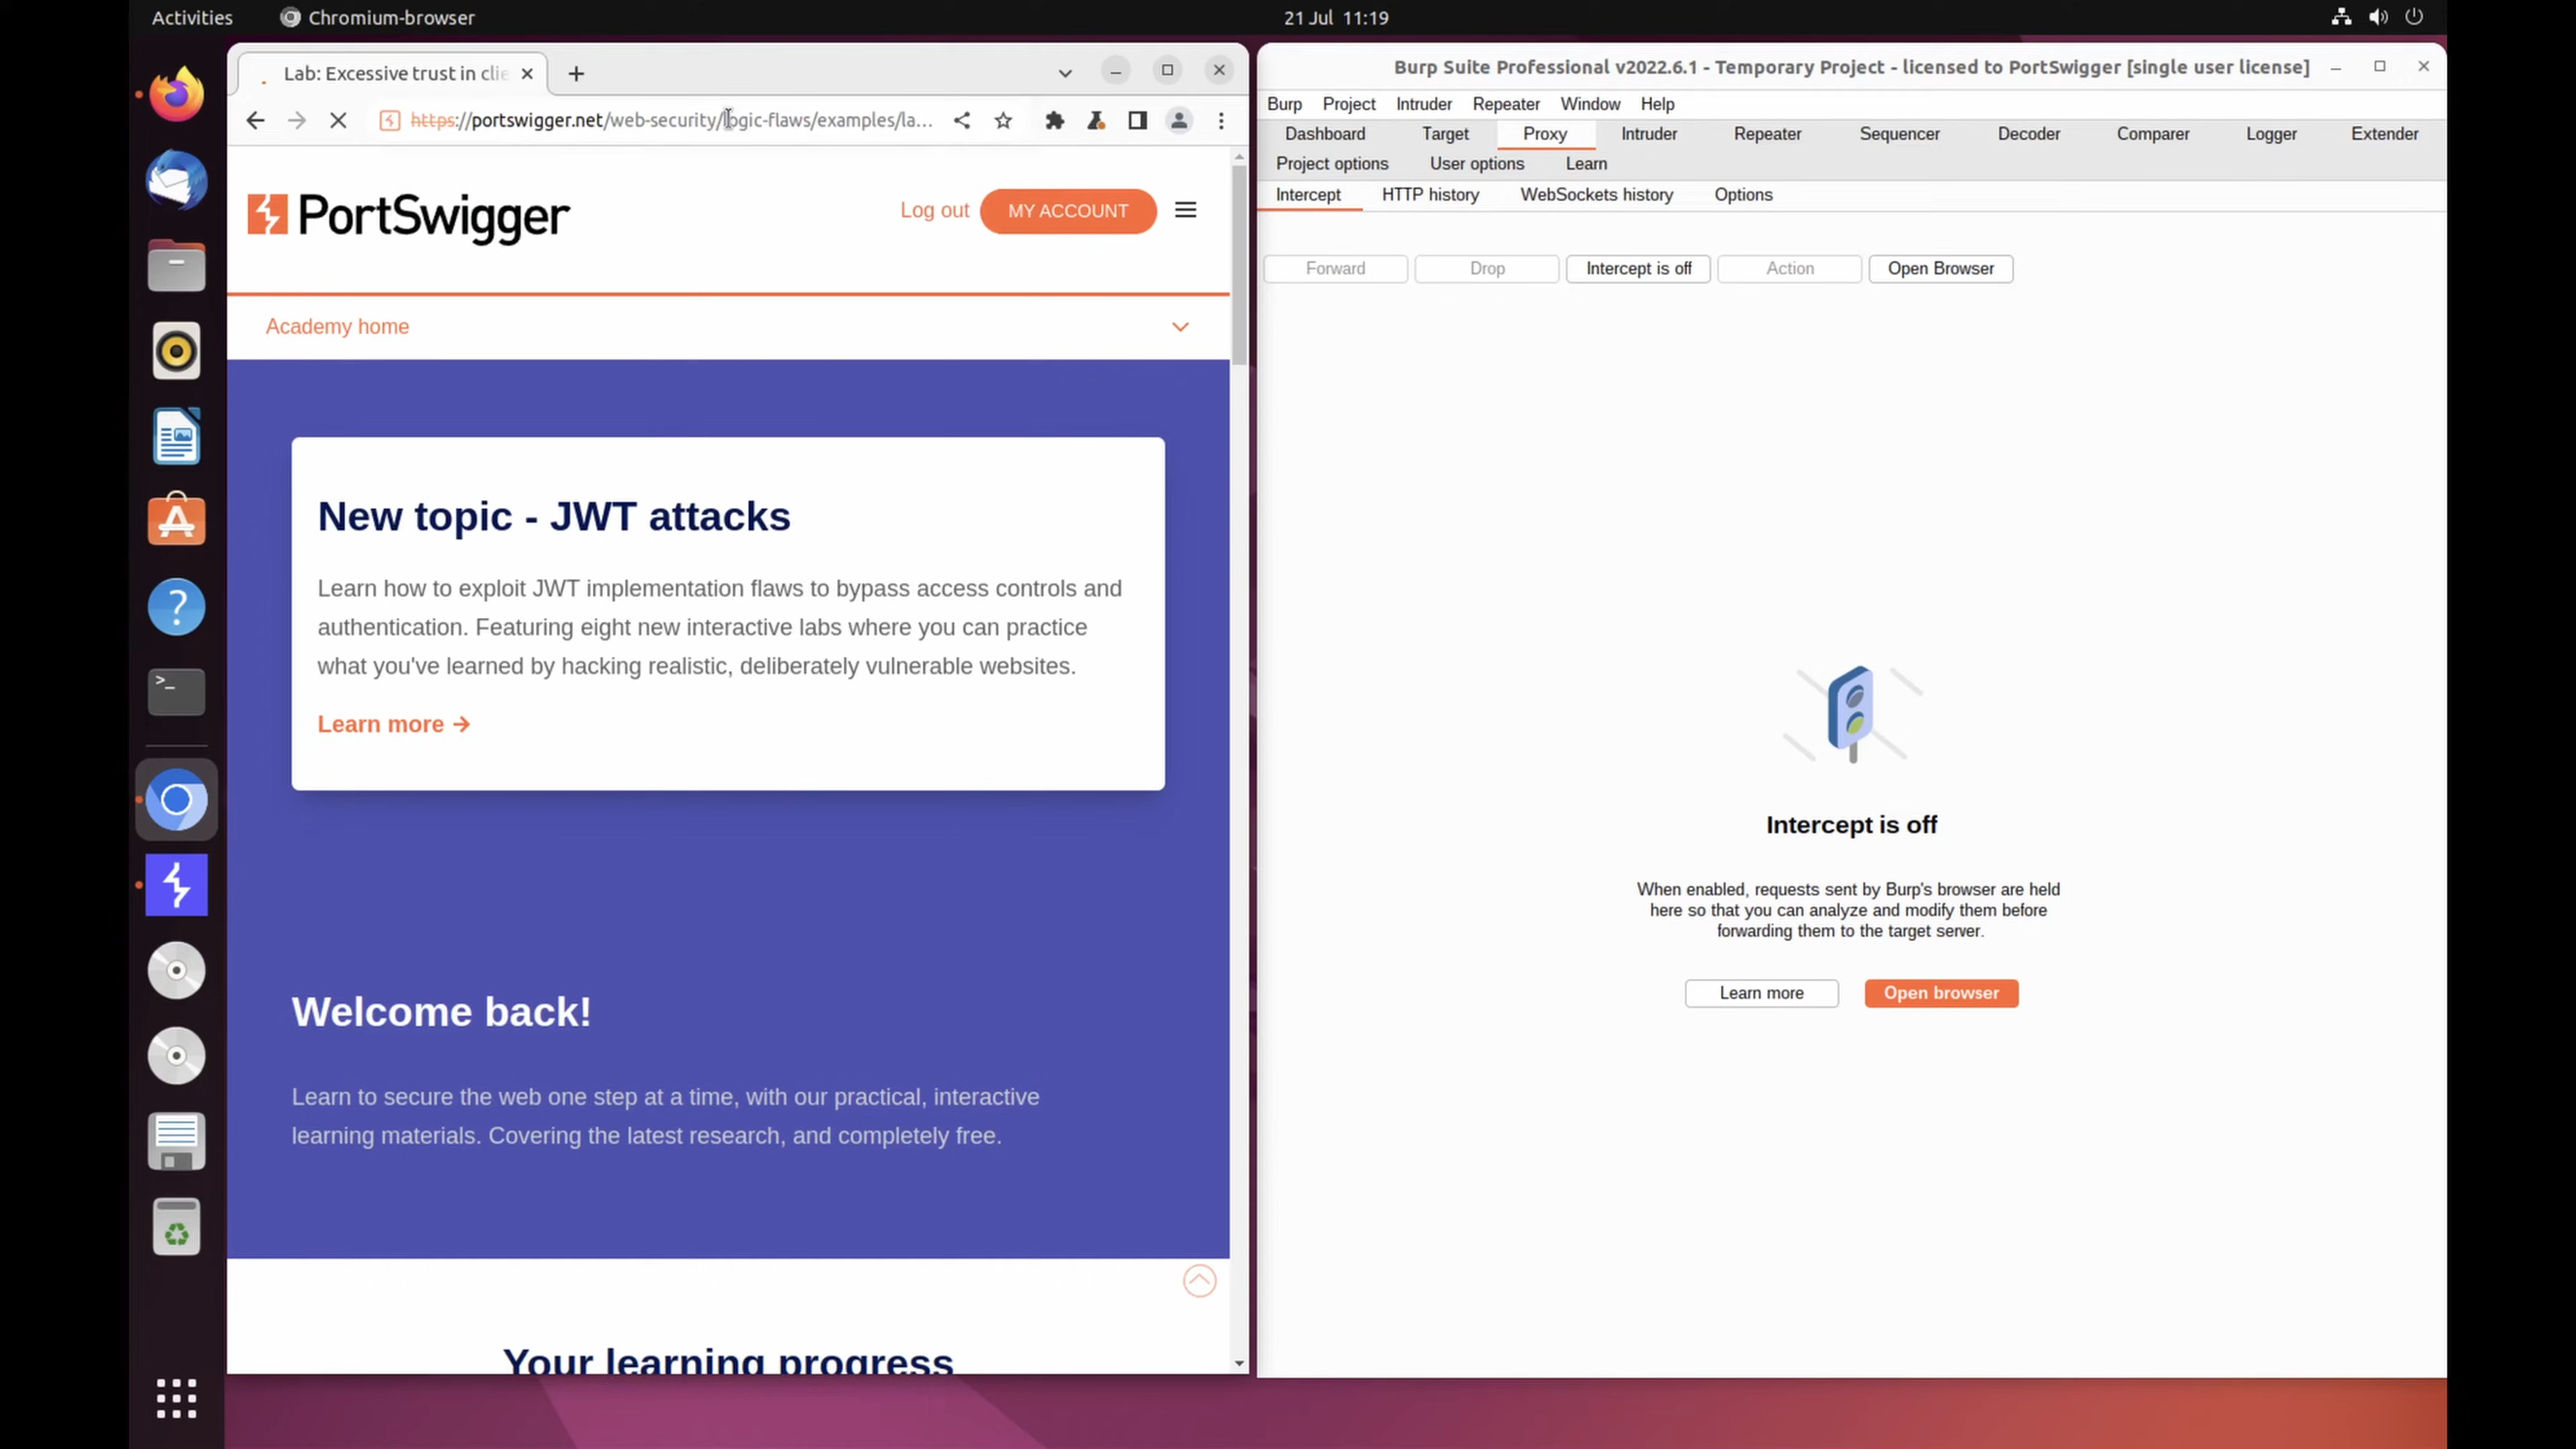 Activities
Chromium-browser
21 Jul 11:19
Lab: Excessive trust in clie
https://portswigger.net/web-security/logic-flaws/examples/la...
PortSwigger
Log out
MY ACCOUNT
Academy home
New topic - JWT attacks
Learn how to exploit JWT implementation flaws to bypass access controls and
authentication. Featuring eight new interactive labs where you can practice
what you've learned by hacking realistic, deliberately vulnerable websites.
Learn more →
Welcome back!
Learn to secure the web one step at a time, with our practical, interactive
learning materials. Covering the latest research, and completely free.
Your learning progress
Burp Suite Professional v2022.6.1 - Temporary Project - licensed to PortSwigger [single user license]
Burp Project Intruder Repeater Window Help
Dashboard Target Proxy Intruder Repeater Sequencer Decoder Comparer Logger Extender
Project options User options Learn
Intercept HTTP history WebSockets history Options
Forward Drop Intercept is off Action Open Browser
Intercept is off
When enabled, requests sent by Burp's browser are held
here so that you can analyze and modify them before
forwarding them to the target server.
Learn more Open browser